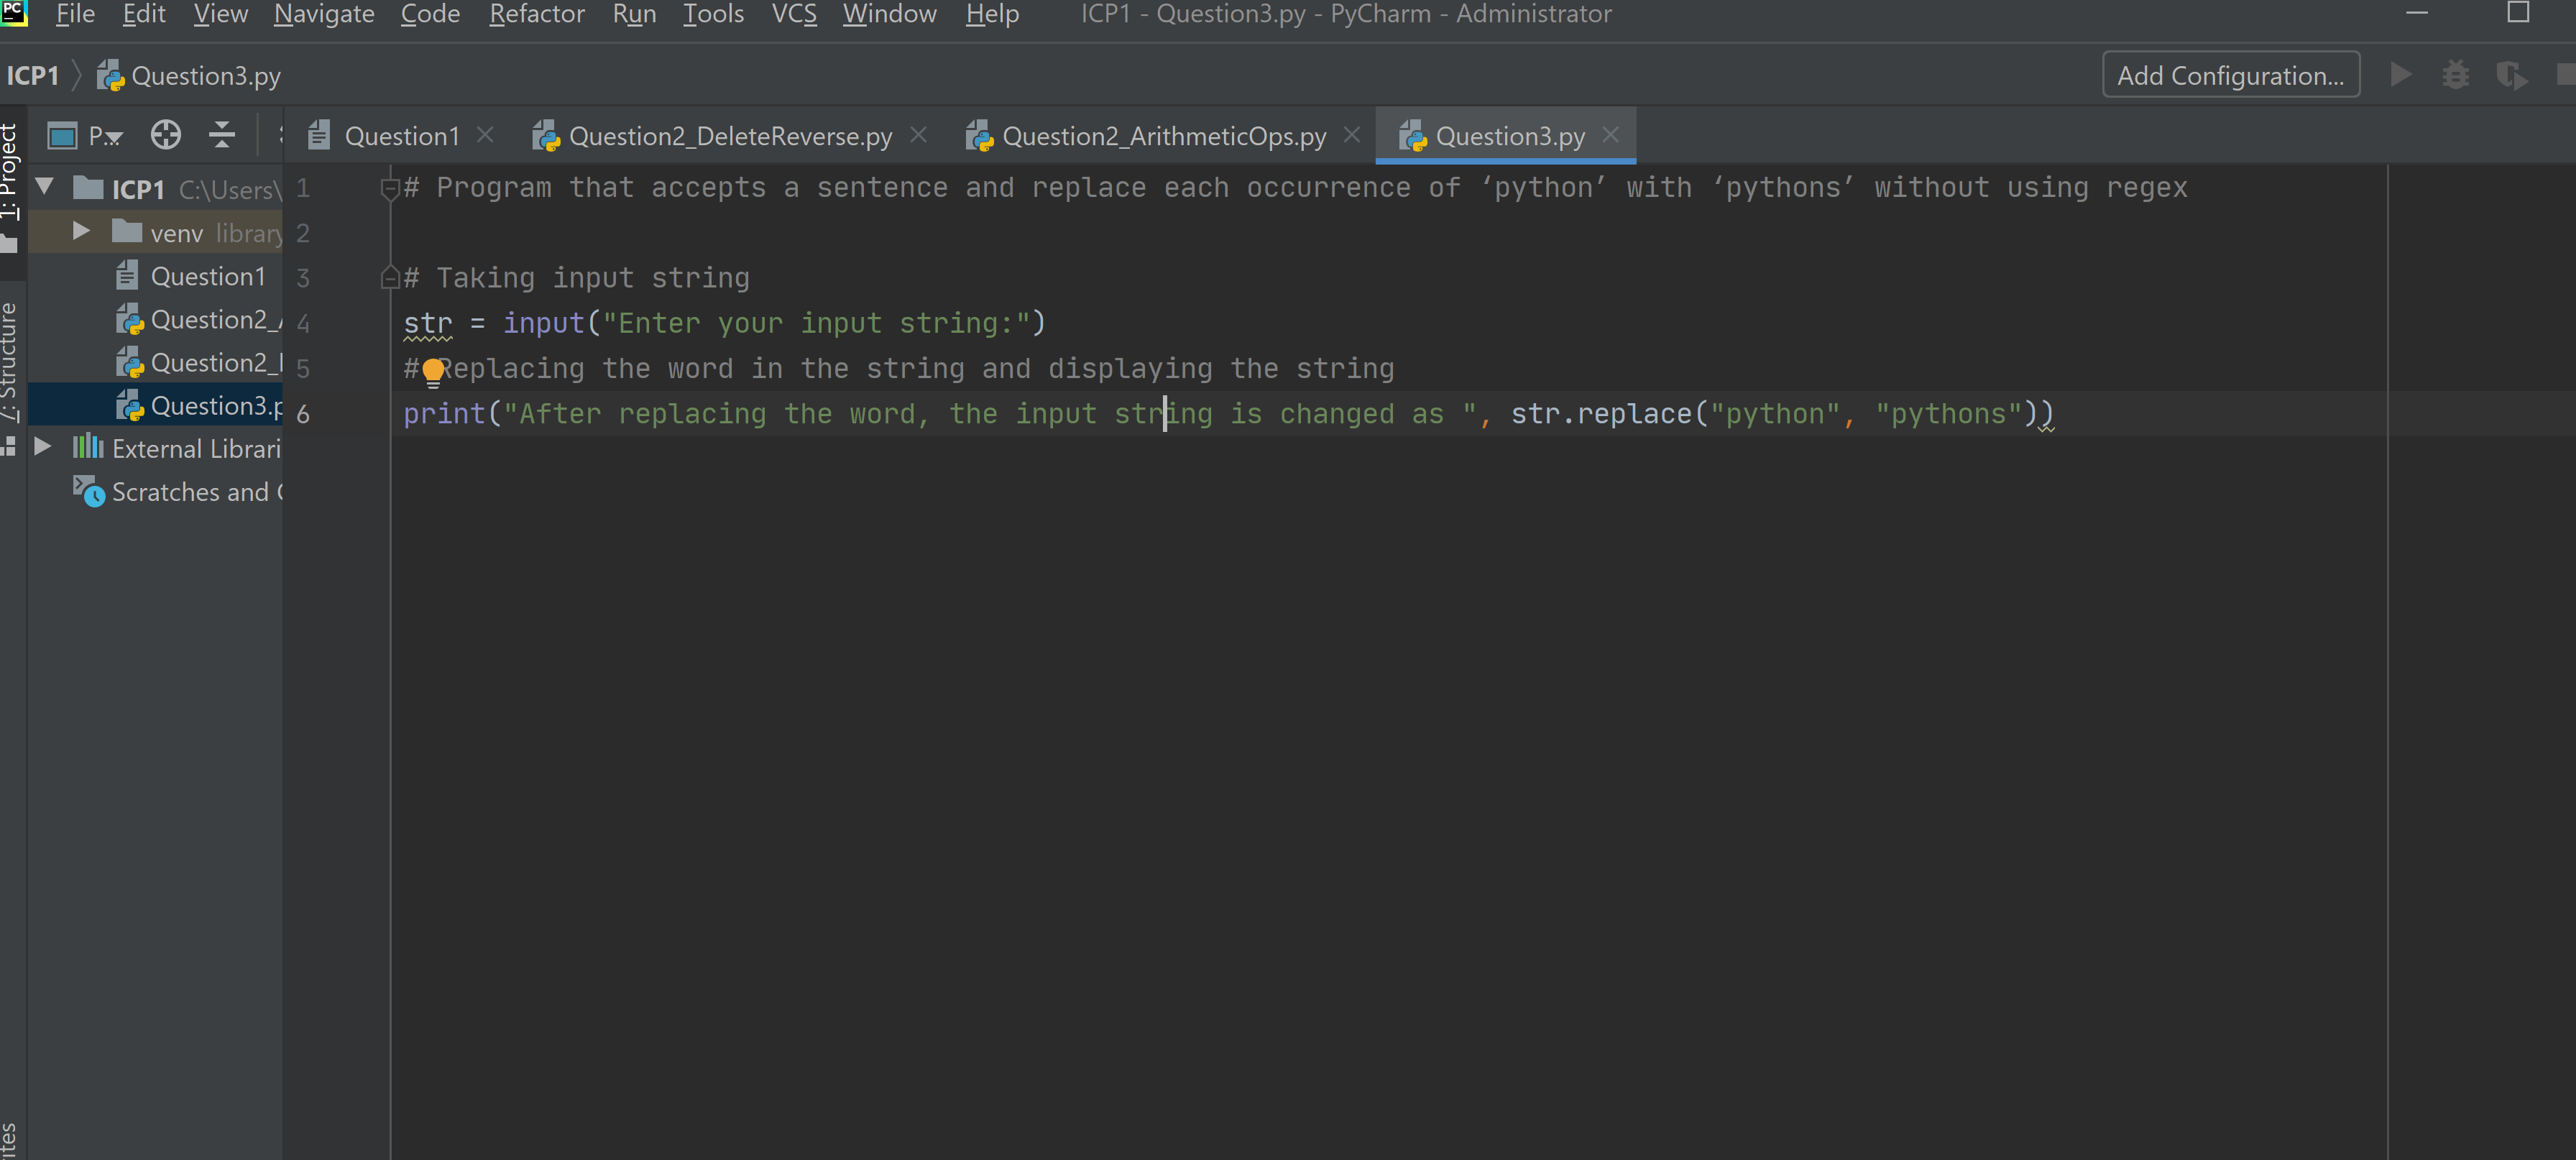 PC File Edit View Navigate Code Refactor Run Tools VCS Window Help ICP1 - Question3.py - PyCharm - Administrator
ICP1 Question3.py Add Configuration...
1: Project
P... Question1 Question2_DeleteReverse.py Question2_ArithmeticOps.py Question3.py
ICP1 C:\Users\
venv library
Question1
Question2_
Question2_
Question3.p
External Librari
Scratches and
7: Structure
1 # Program that accepts a sentence and replace each occurrence of ‘python’ with ‘pythons’ without using regex
2
3 # Taking input string
4 str = input("Enter your input string:")
5 # Replacing the word in the string and displaying the string
6 print("After replacing the word, the input string is changed as ", str.replace("python", "pythons"))